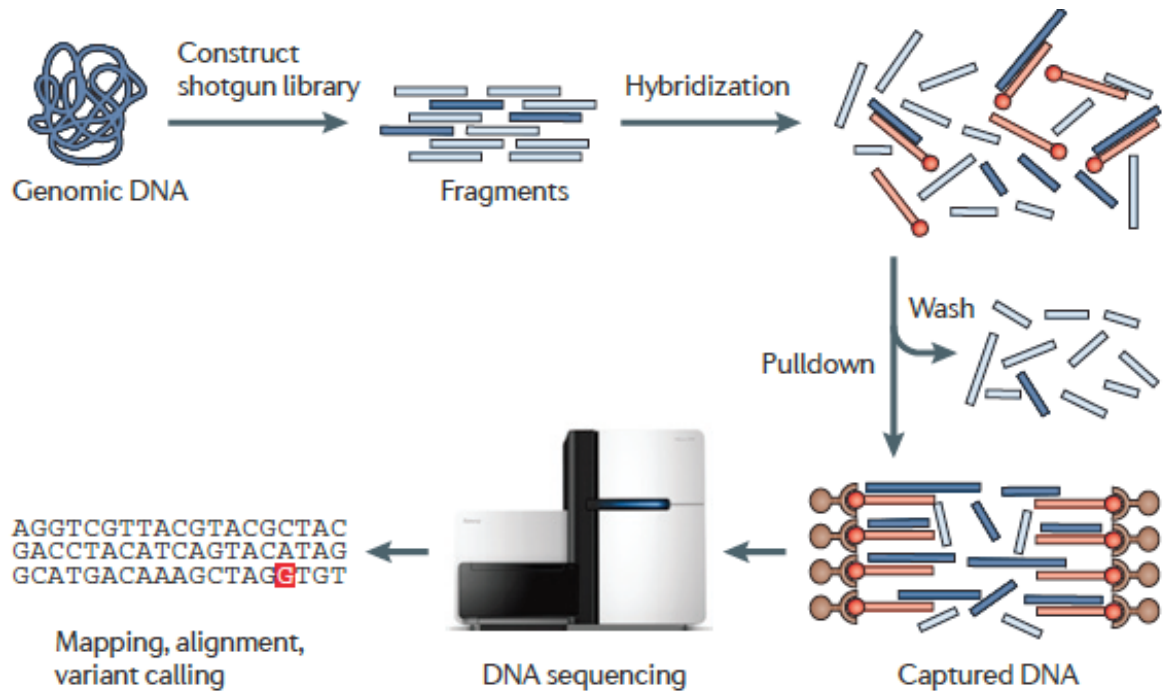 Construct
shotgun library
Hybridization
Genomic DNA
Fragments
Wash
Pulldown
AGGTCGTTACGTACGCTAC
GACCTACATCAGTACATAG
GCATGACAAAGCTAGGTGT
Mapping, alignment,
variant calling
DNA sequencing
Captured DNA